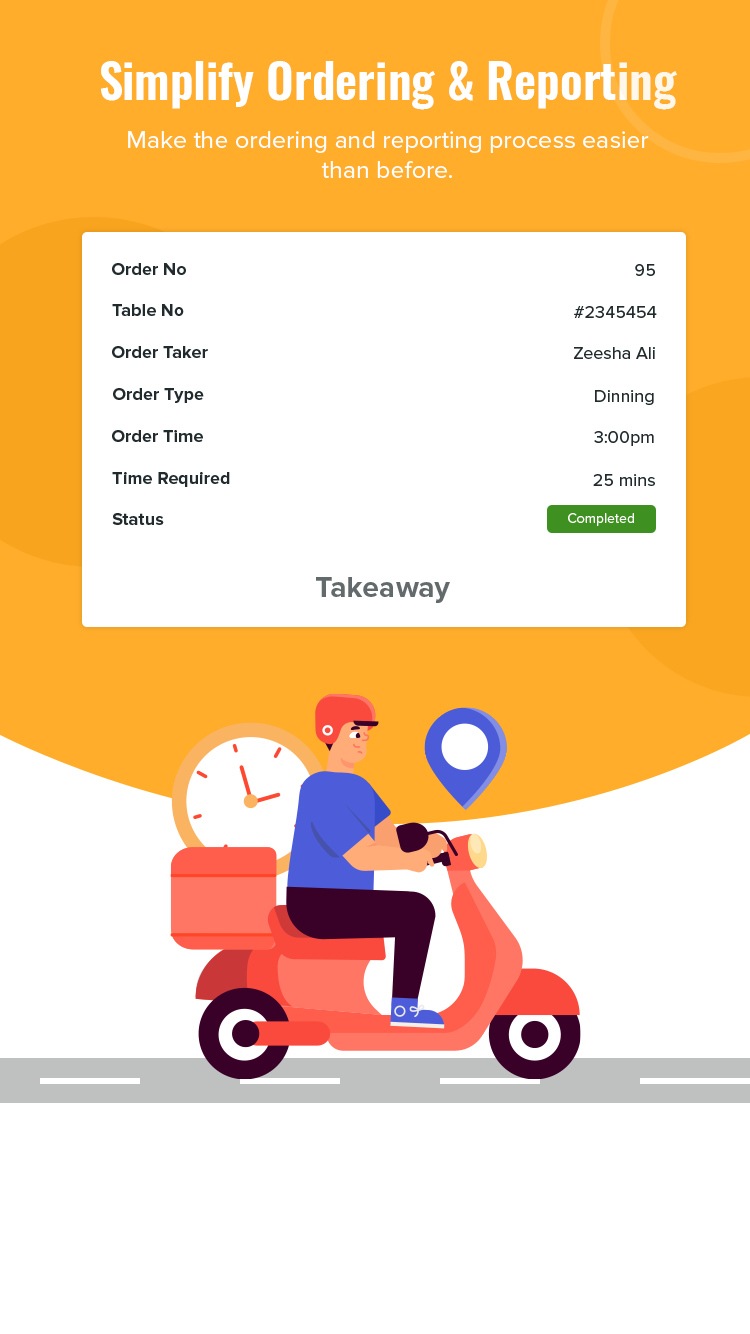 Simplify Ordering & Reporting
Make the ordering and reporting process easier
than before.
Order No 95
Table No #2345454
Order Taker Zeesha Ali
Order Type Dinning
Order Time 3:00pm
Time Required 25 mins
Status Completed
Takeaway